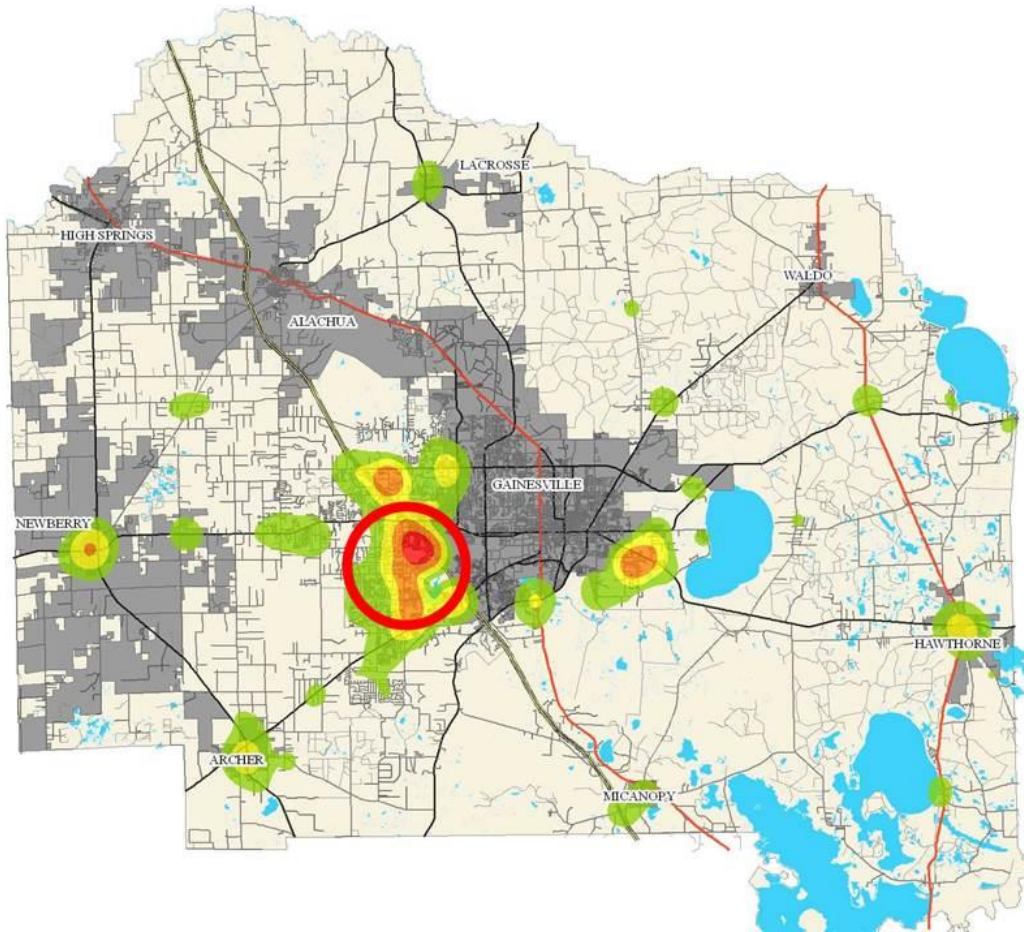 LACROSSE
HIGH SPRINGS
WALDO
ALACHUA
GAINESVILLE
NEWBERRY
HAWTHORNE
ARCHER
MICANOPY